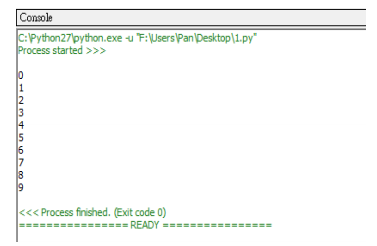 Console
C:\Python27\python.exe -u "F:\Users\Pan\Desktop\1.py"
Process started >>>
0
1
2
3
4
5
6
7
8
9
<<< Process finished. (Exit code 0)
================ READY ================